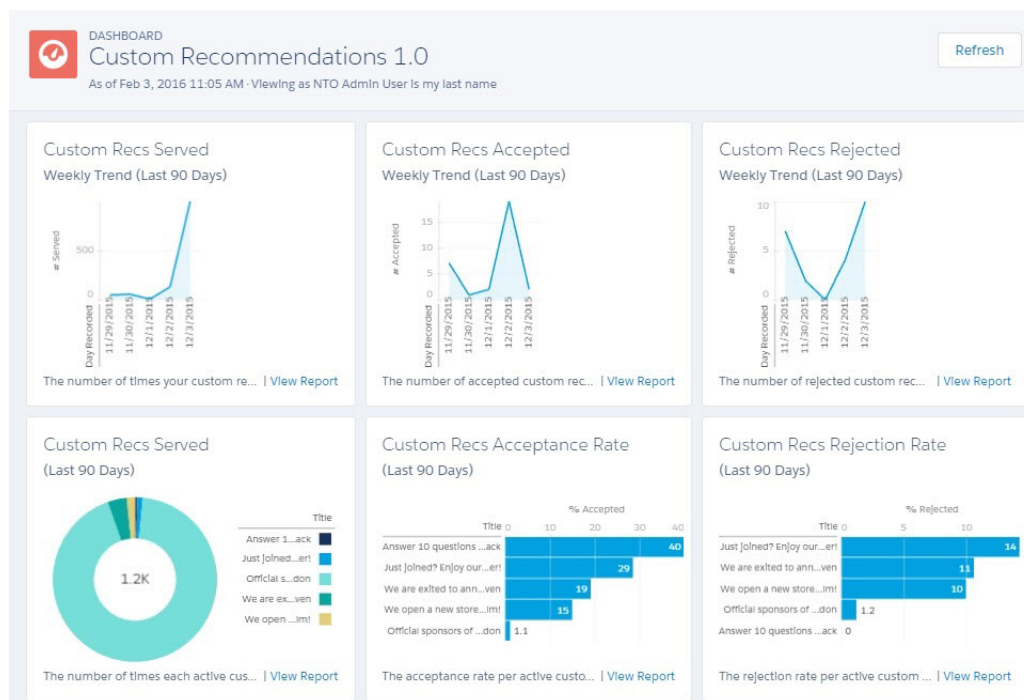 DASHBOARD
Custom Recommendations 1.0
As of Feb 3, 2016 11:05 AM · Viewing as NTO Admin User is my last name
Refresh
Custom Recs Served
Weekly Trend (Last 90 Days)
# Served
500
0
Day Recorded
11/29/2015
11/30/2015
12/1/2015
12/2/2015
12/3/2015
The number of times your custom re... | View Report
Custom Recs Accepted
Weekly Trend (Last 90 Days)
# Accepted
15
10
5
0
Day Recorded
11/29/2015
11/30/2015
12/1/2015
12/2/2015
12/3/2015
The number of accepted custom rec... | View Report
Custom Recs Rejected
Weekly Trend (Last 90 Days)
# Rejected
10
5
0
Day Recorded
11/29/2015
11/30/2015
12/1/2015
12/2/2015
12/3/2015
The number of rejected custom rec... | View Report
Custom Recs Served
(Last 90 Days)
1.2K
Title
Answer 1...ack
Just joined...er!
Official s...don
We are ex...ven
We open ...im!
The number of times each active cus... | View Report
Custom Recs Acceptance Rate
(Last 90 Days)
% Accepted
Title 0 10 20 30 40
Answer 10 questions ...ack 40
Just joined? Enjoy our...er! 29
We are exited to ann...ven 19
We open a new store...im! 15
Official sponsors of ...don 1.1
The acceptance rate per active custo... | View Report
Custom Recs Rejection Rate
(Last 90 Days)
% Rejected
Title 0 5 10
Just joined? Enjoy our...er! 14
We are exited to ann...ven 11
We open a new store...im! 10
Official sponsors of ...don 1.2
Answer 10 questions ...ack 0
The rejection rate per active custom ... | View Report